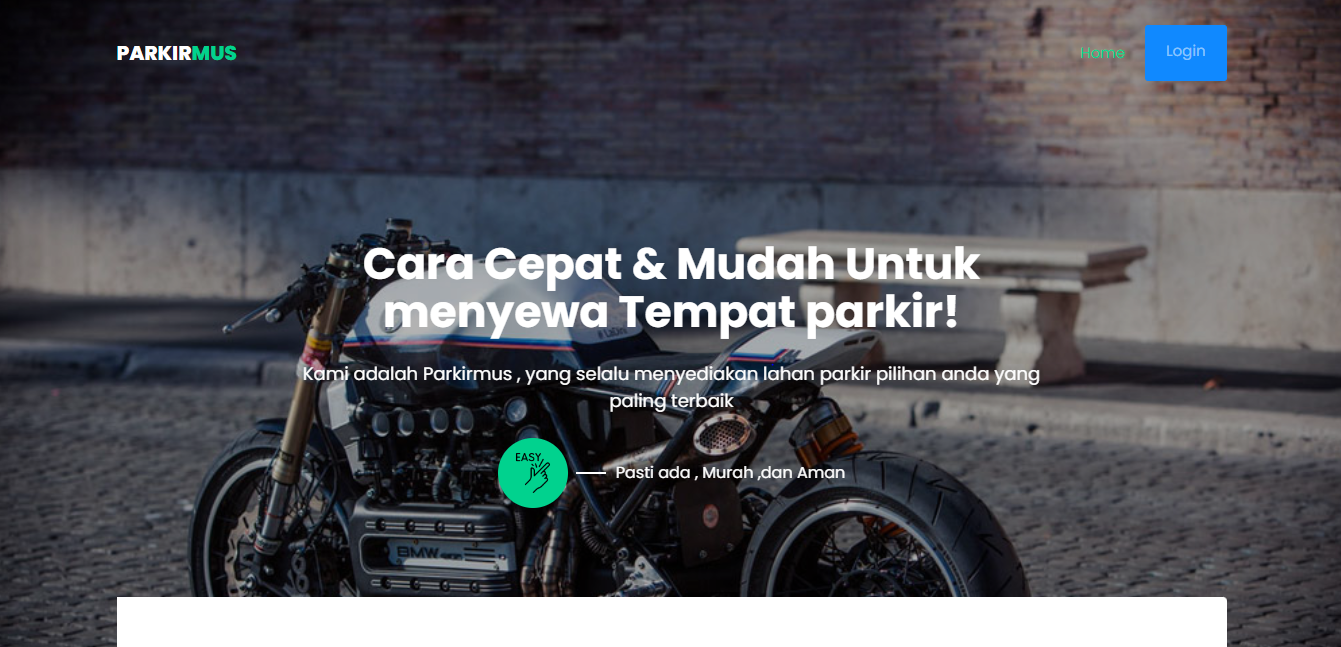 PARKIRMUS
Home
Login
Cara Cepat & Mudah Untuk
menyewa Tempat parkir!
Kami adalah Parkirmus , yang selalu menyediakan lahan parkir pilihan anda yang
paling terbaik
EASY
Pasti ada , Murah ,dan Aman
BMW